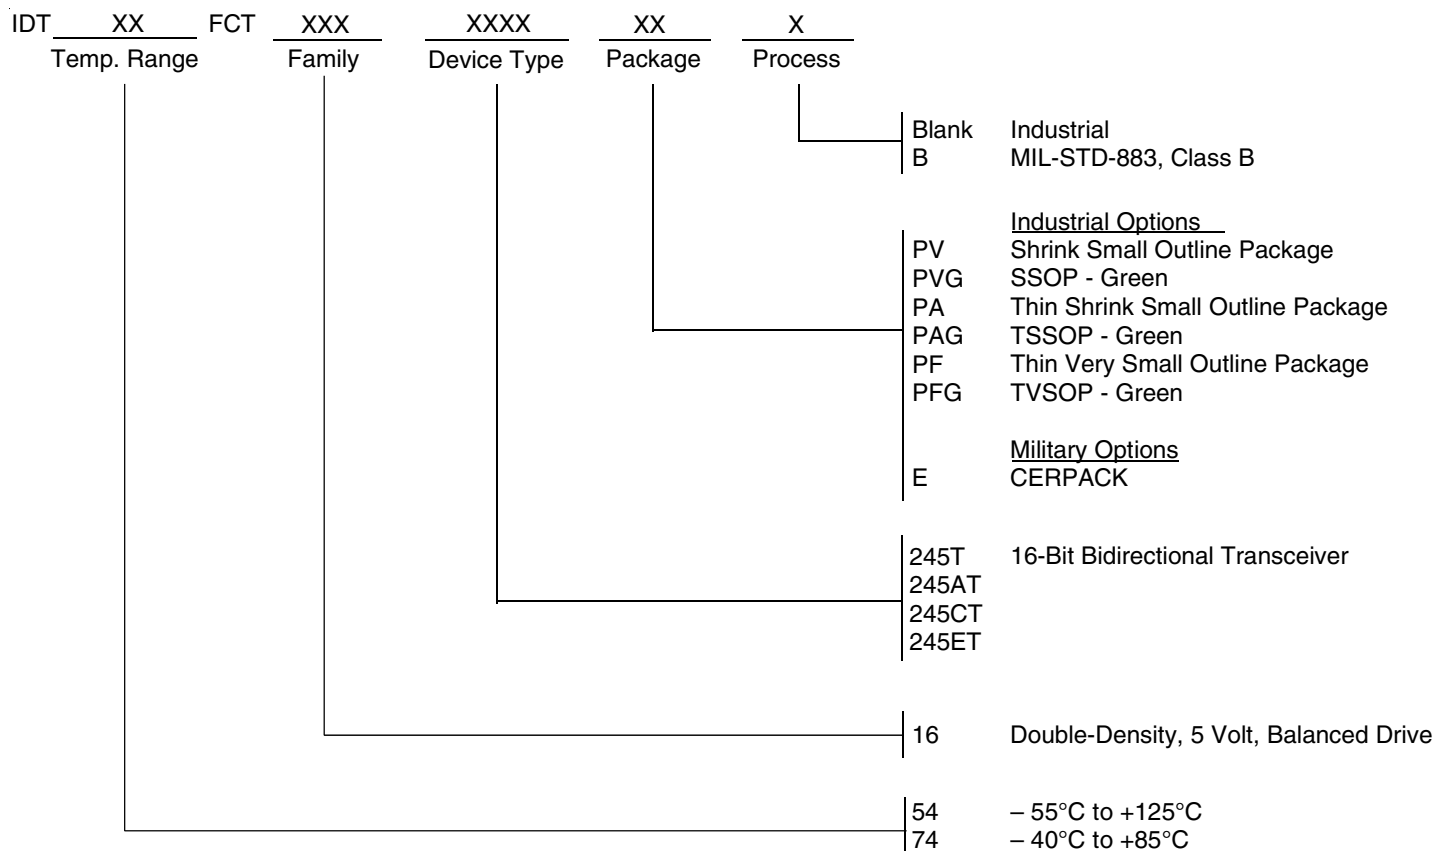 IDT XX FCT XXX XXXX XX X
Temp. Range Family Device Type Package Process
Blank Industrial
B MIL-STD-883, Class B
Industrial Options
PV Shrink Small Outline Package
PVG SSOP - Green
PA Thin Shrink Small Outline Package
PAG TSSOP - Green
PF Thin Very Small Outline Package
PFG TVSOP - Green
Military Options
E CERPACK
245T 16-Bit Bidirectional Transceiver
245AT
245CT
245ET
16 Double-Density, 5 Volt, Balanced Drive
54 – 55°C to +125°C
74 – 40°C to +85°C